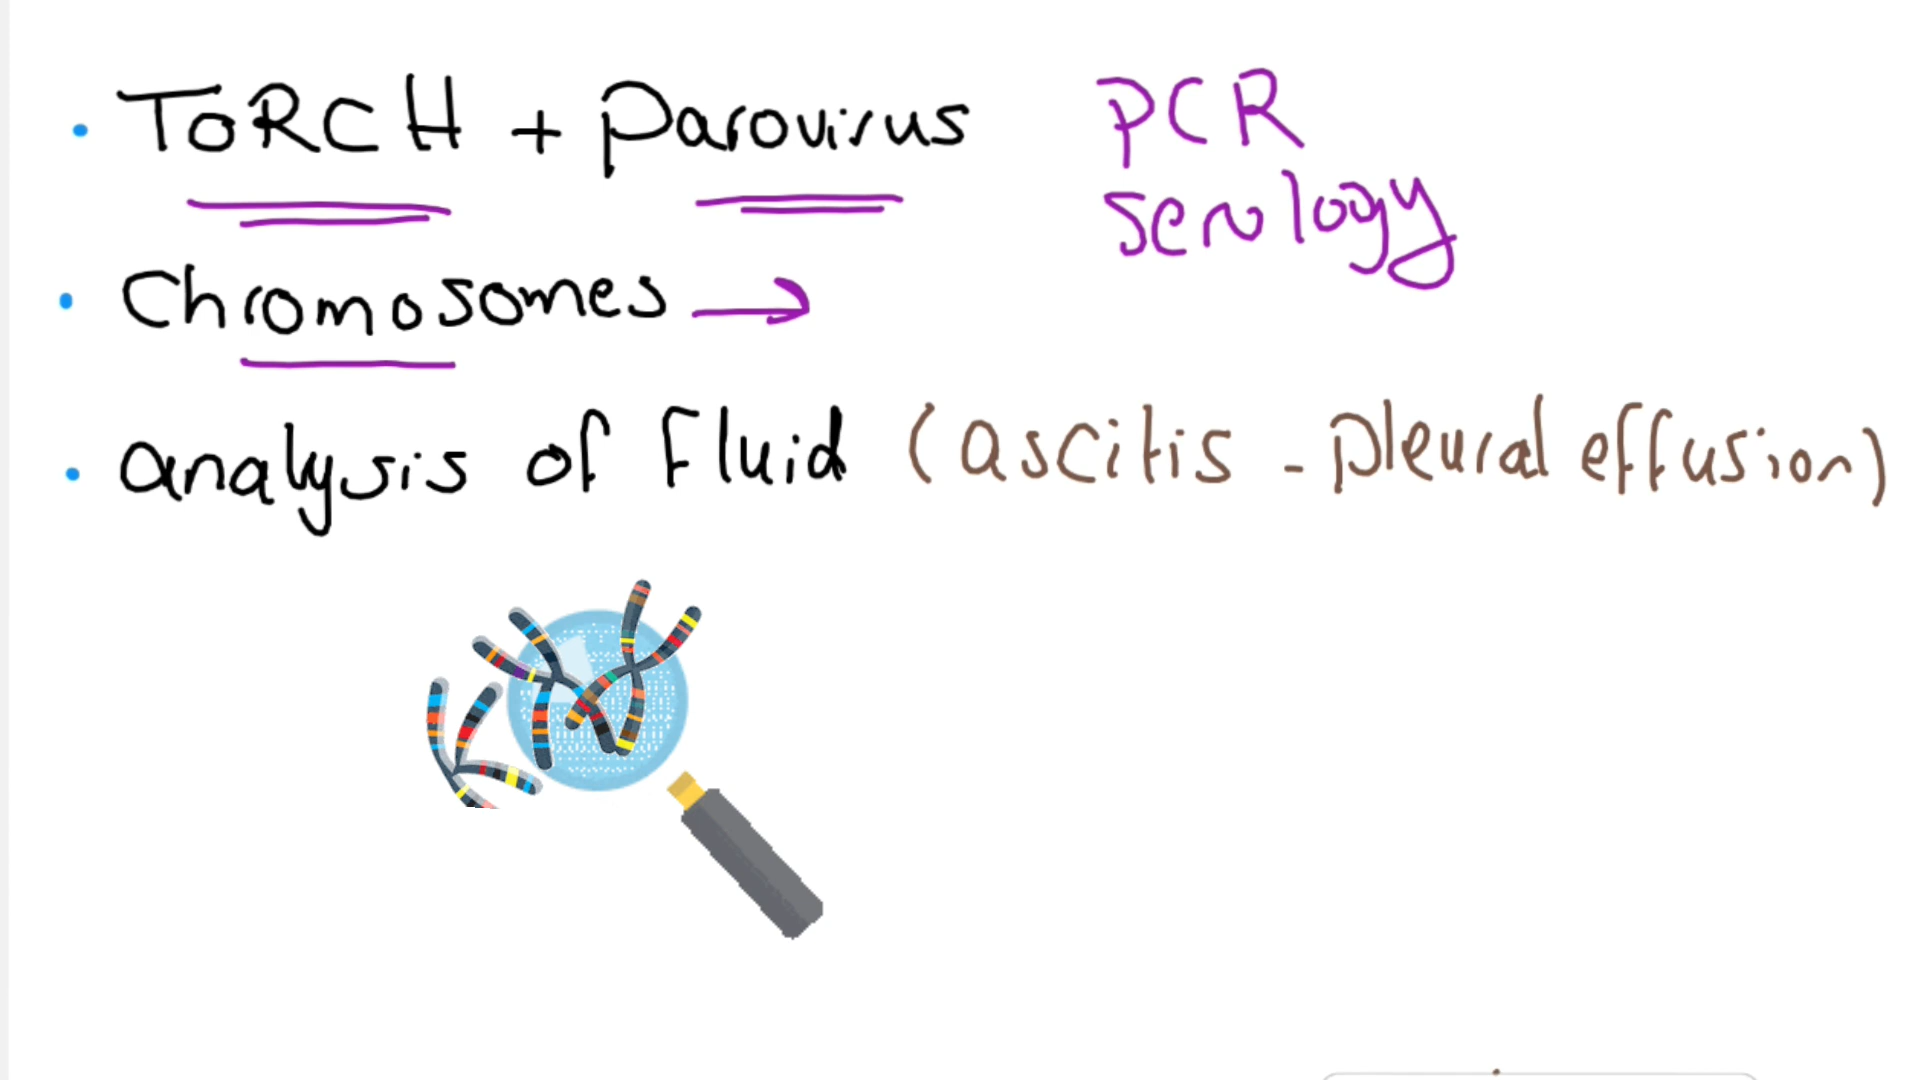 • ToRCH + Parovirus PCR
serology
• Chromosomes →
• analysis of Fluid (ascitis - pleural effusion)